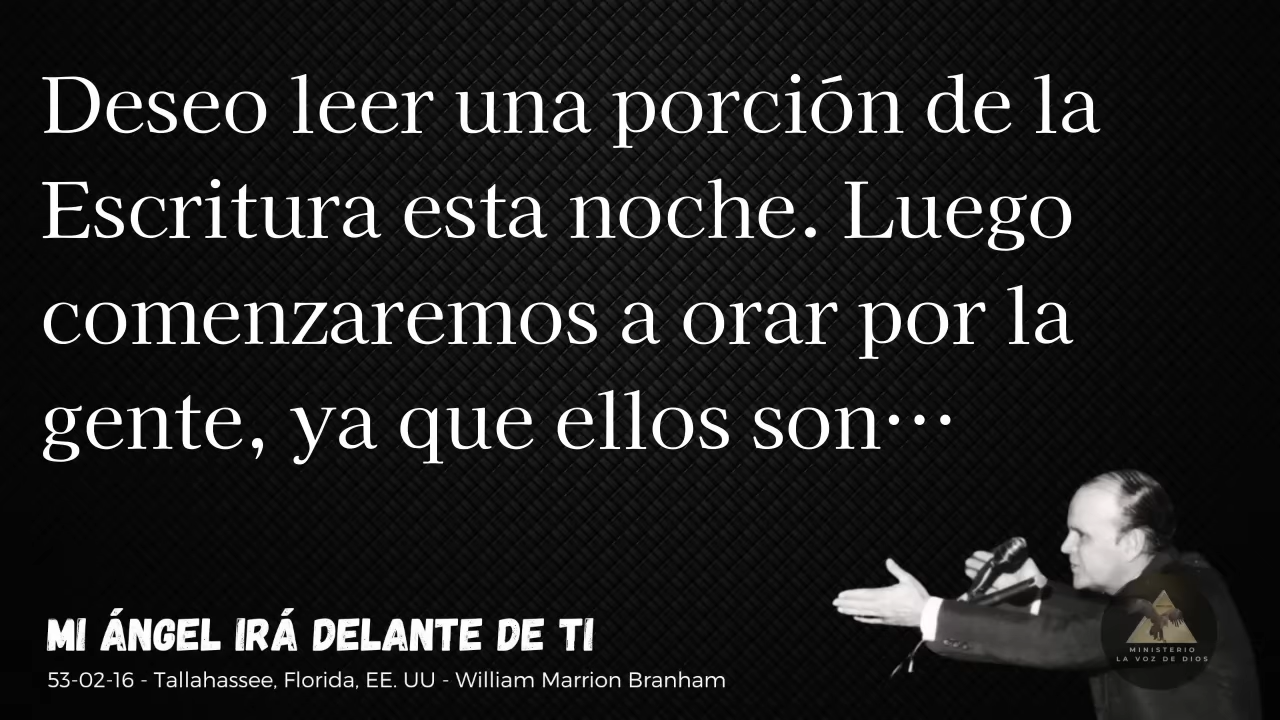 Deseo leer una porción de la
Escritura esta noche. Luego
comenzaremos a orar por la
gente, ya que ellos son…
MI ÁNGEL IRÁ DELANTE DE TI
53-02-16 - Tallahassee, Florida, EE. UU - William Marrion Branham
MINISTERIO
LA VOZ DE DIOS